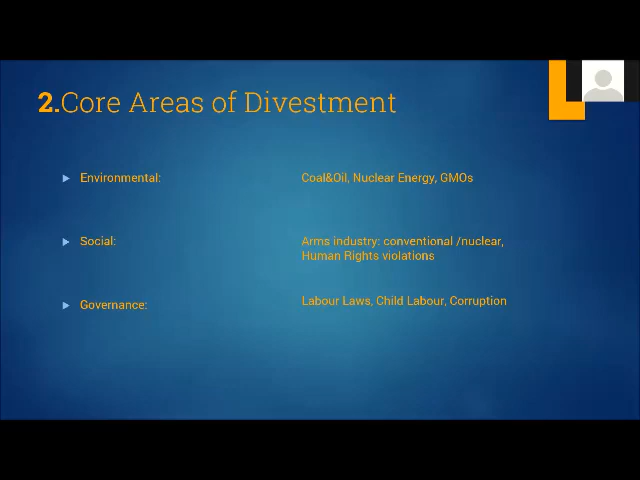 2.Core Areas of Divestment
Environmental:
Coal&Oil, Nuclear Energy, GMOs
Social:
Arms industry: conventional /nuclear,
Human Rights violations
Governance:
Labour Laws, Child Labour, Corruption